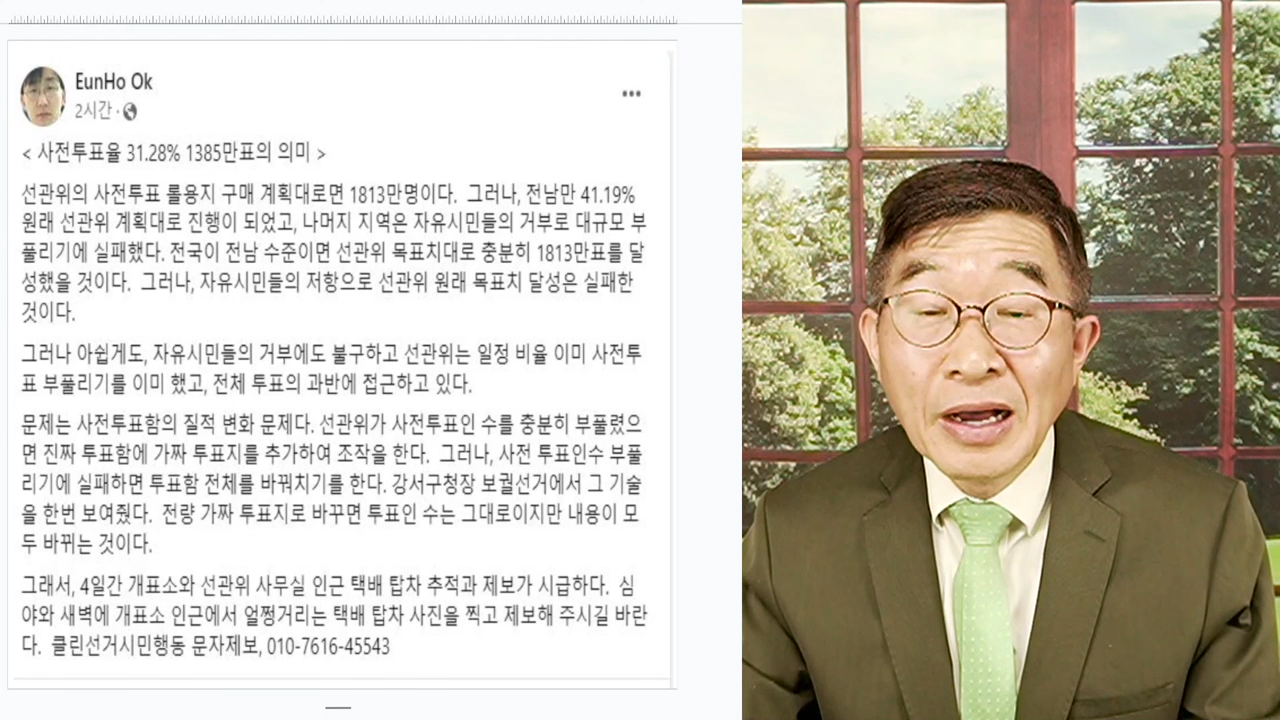 EunHo Ok
2시간 ·
< 사전투표율 31.28% 1385만표의 의미 >
선관위의 사전투표 롤용지 구매 계획대로면 1813만명이다. 그러나, 전남만 41.19%
원래 선관위 계획대로 진행이 되었고, 나머지 지역은 자유시민들의 거부로 대규모 부
풀리기에 실패했다. 전국이 전남 수준이면 선관위 목표치대로 충분히 1813만표를 달
성했을 것이다. 그러나, 자유시민들의 저항으로 선관위 원래 목표치 달성은 실패한
것이다.
그러나 아쉽게도, 자유시민들의 거부에도 불구하고 선관위는 일정 비율 이미 사전투
표 부풀리기를 이미 했고, 전체 투표의 과반에 접근하고 있다.
문제는 사전투표함의 질적 변화 문제다. 선관위가 사전투표인 수를 충분히 부풀렸으
면 진짜 투표함에 가짜 투표지를 추가하여 조작을 한다. 그러나, 사전 투표인수 부풀
리기에 실패하면 투표함 전체를 바꿔치기를 한다. 강서구청장 보궐선거에서 그 기술
을 한번 보여줬다. 전량 가짜 투표지로 바꾸면 투표인 수는 그대로이지만 내용이 모
두 바뀌는 것이다.
그래서, 4일간 개표소와 선관위 사무실 인근 택배 탑차 추적과 제보가 시급하다. 심
야와 새벽에 개표소 인근에서 얼쩡거리는 택배 탑차 사진을 찍고 제보해 주시길 바란
다. 클린선거시민행동 문자제보, 010-7616-45543